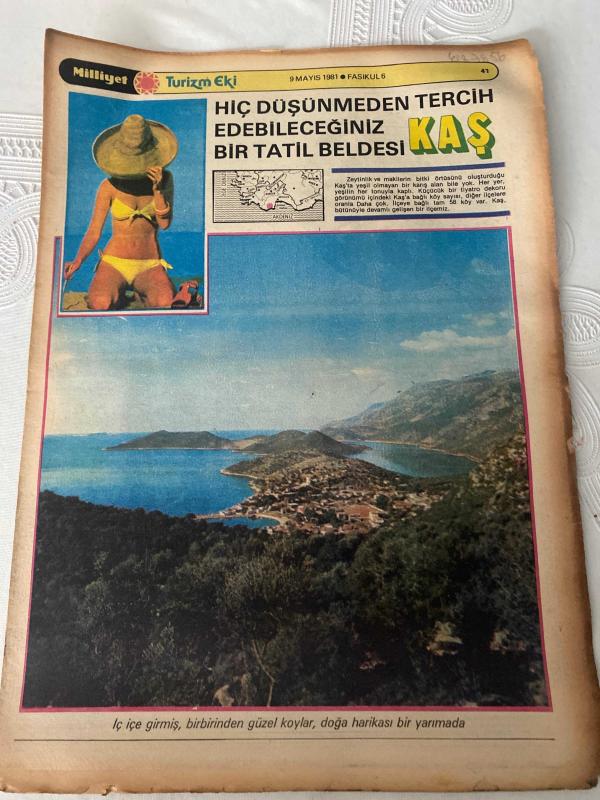 Milliyet Turizm Eki 9 MAYIS 1981 ● FASIKUL 6 41
HİÇ DÜŞÜNMEDEN TERCİH
EDEBİLECEĞİNİZ
BİR TATİL BELDESİ KAŞ
Zeytinlik ve makilerin bitki örtüsünü oluşturduğu
Kaş'ta yeşil olmayan bir karış alan bile yok. Her yer,
yeşilin her tonuyla kaplı. Küçücük bir tiyatro dekoru
görünümü içindeki Kaş'a bağlı köy sayısı, diğer ilçelere
oranla Daha çok. İlçeye bağlı tam 58 köy var. Kaş,
bütünüyle devamlı gelişen bir ilçemiz.
AKDENİZ
İç içe girmiş, birbirinden güzel koylar, doğa harikası bir yarımada